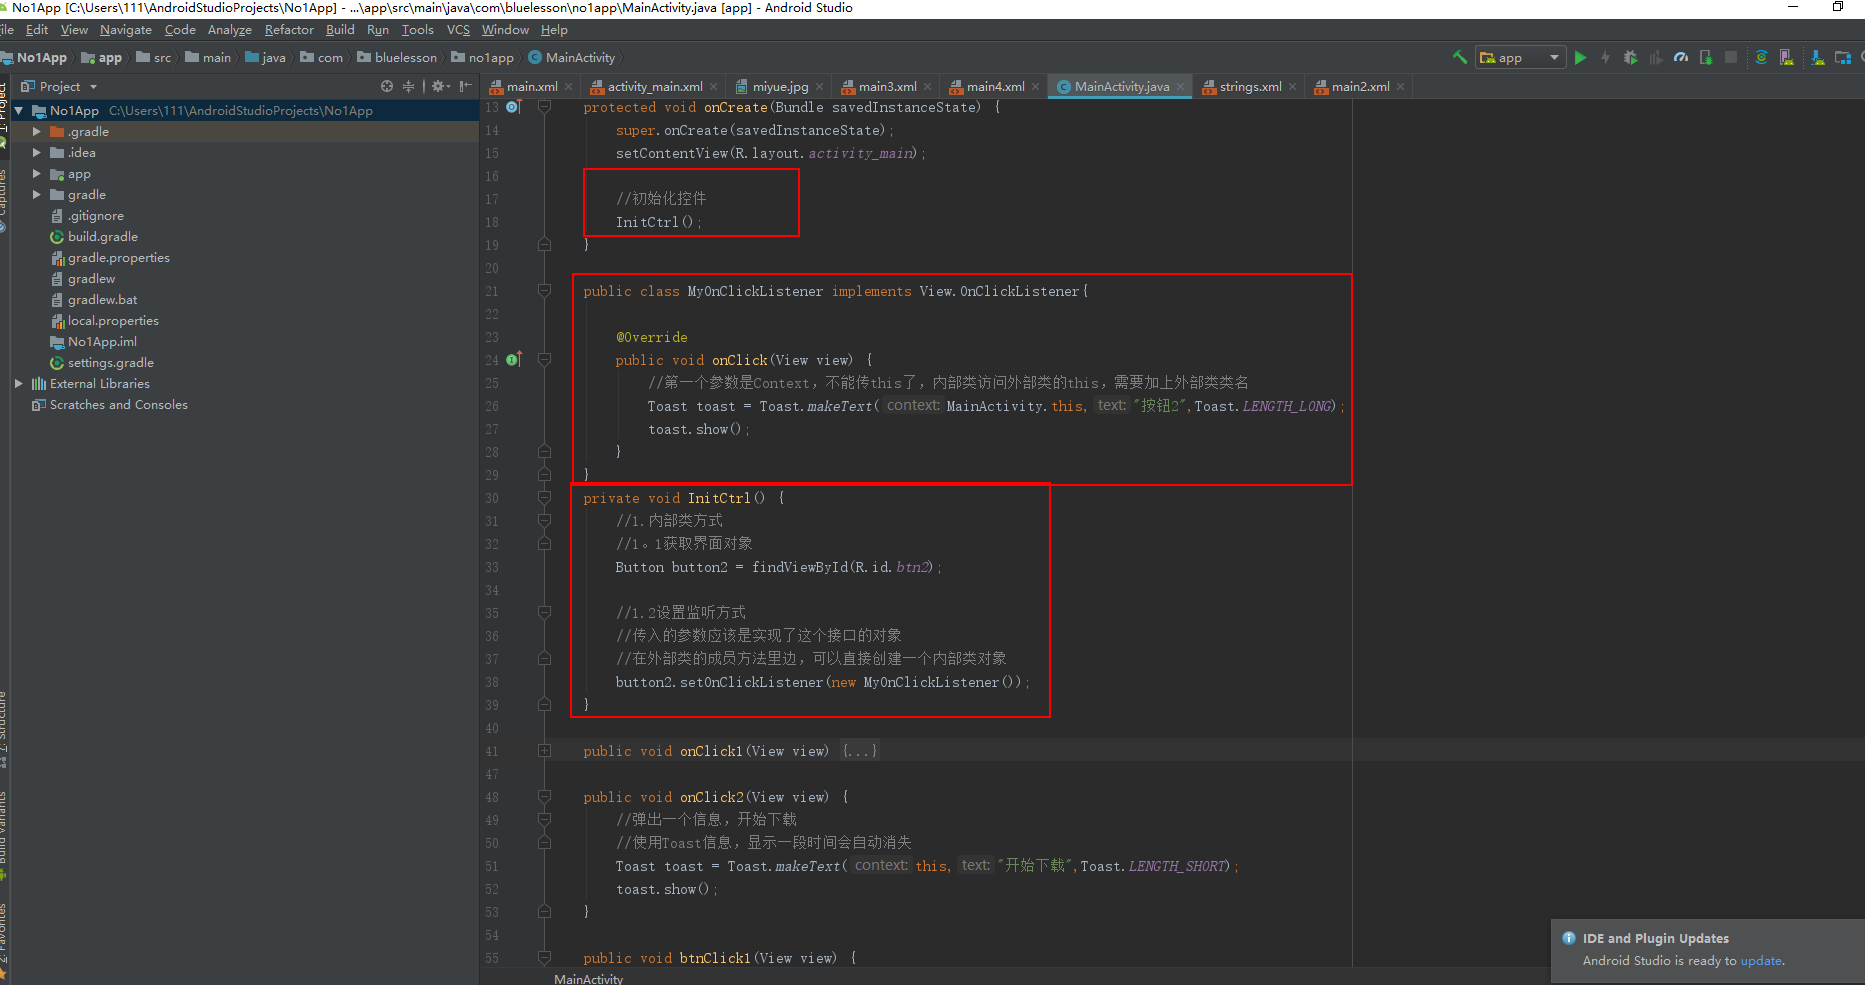 No1App [C:\Users\111\AndroidStudioProjects\No1App] - ...\app\src\main\java\com\bluelesson\no1app\MainActivity.java [app] - Android Studio
ile Edit View Navigate Code Analyze Refactor Build Run Tools VCS Window Help
No1App app src main java com bluelesson no1app MainActivity
app
Project
main.xml activity_main.xml miyue.jpg main3.xml main4.xml MainActivity.java strings.xml main2.xml
No1App C:\Users\111\AndroidStudioProjects\No1App
.gradle
.idea
app
gradle
.gitignore
build.gradle
gradle.properties
gradlew
gradlew.bat
local.properties
No1App.iml
settings.gradle
External Libraries
Scratches and Consoles
1: Project
Captures
Z: Structure
Build Variants
2: Favorites
13 protected void onCreate(Bundle savedInstanceState) {
14 super.onCreate(savedInstanceState);
15 setContentView(R.layout.activity_main);
16
17 //初始化控件
18 InitCtrl();
19 }
20
21 public class MyOnClickListener implements View.OnClickListener{
22
23 @Override
24 public void onClick(View view) {
25 //第一个参数是Context，不能传this了，内部类访问外部类的this，需要加上外部类类名
26 Toast toast = Toast.makeText( context: MainActivity.this, text: "按钮2",Toast.LENGTH_LONG);
27 toast.show();
28 }
29 }
30 private void InitCtrl() {
31 //1.内部类方式
32 //1。1获取界面对象
33 Button button2 = findViewById(R.id.btn2);
34
35 //1.2设置监听方式
36 //传入的参数应该是实现了这个接口的对象
37 //在外部类的成员方法里边，可以直接创建一个内部类对象
38 button2.setOnClickListener(new MyOnClickListener());
39 }
40
41 public void onClick1(View view) {...}
47
48 public void onClick2(View view) {
49 //弹出一个信息，开始下载
50 //使用Toast信息，显示一段时间会自动消失
51 Toast toast = Toast.makeText( context: this, text: "开始下载",Toast.LENGTH_SHORT);
52 toast.show();
53 }
54
55 public void btnClick1(View view) {
MainActivity
IDE and Plugin Updates
Android Studio is ready to update.